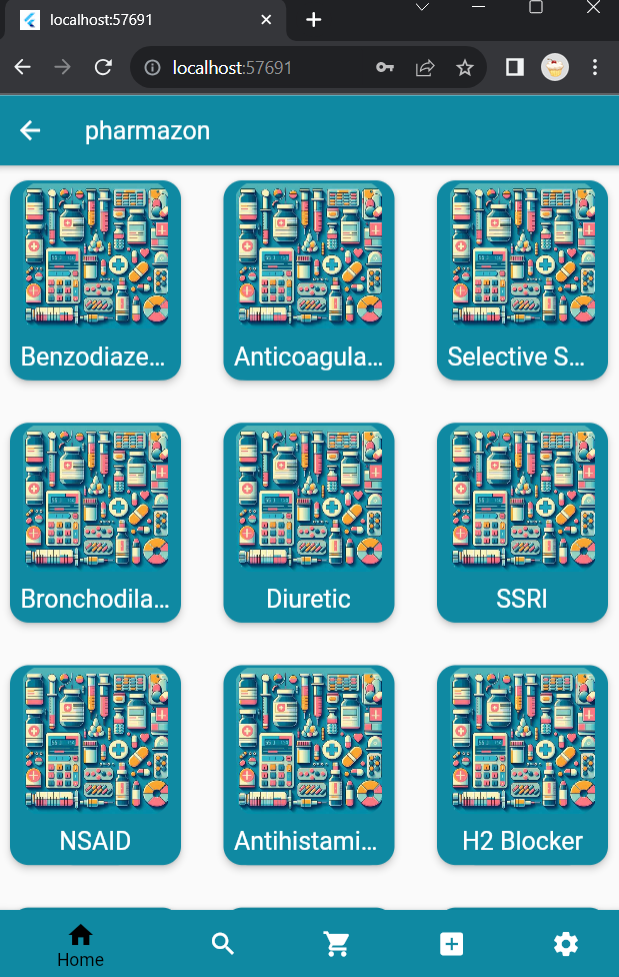 localhost:57691
localhost:57691
pharmazon
Benzodiaze...
Anticoagula...
Selective S...
Bronchodila...
Diuretic
SSRI
NSAID
Antihistami...
H2 Blocker
Home